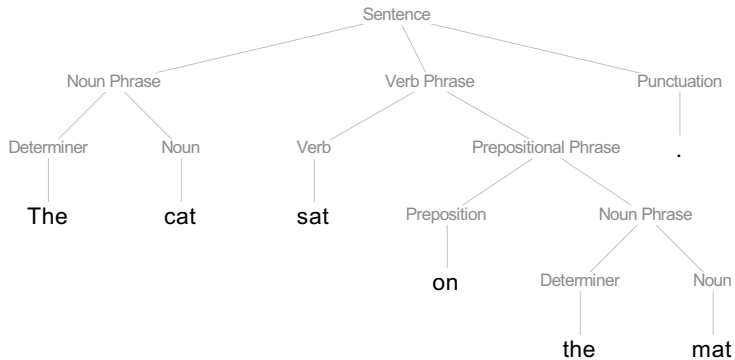 Sentence
Noun Phrase Verb Phrase Punctuation
Determiner Noun Verb Prepositional Phrase .
The cat sat Preposition Noun Phrase
on Determiner Noun
the mat